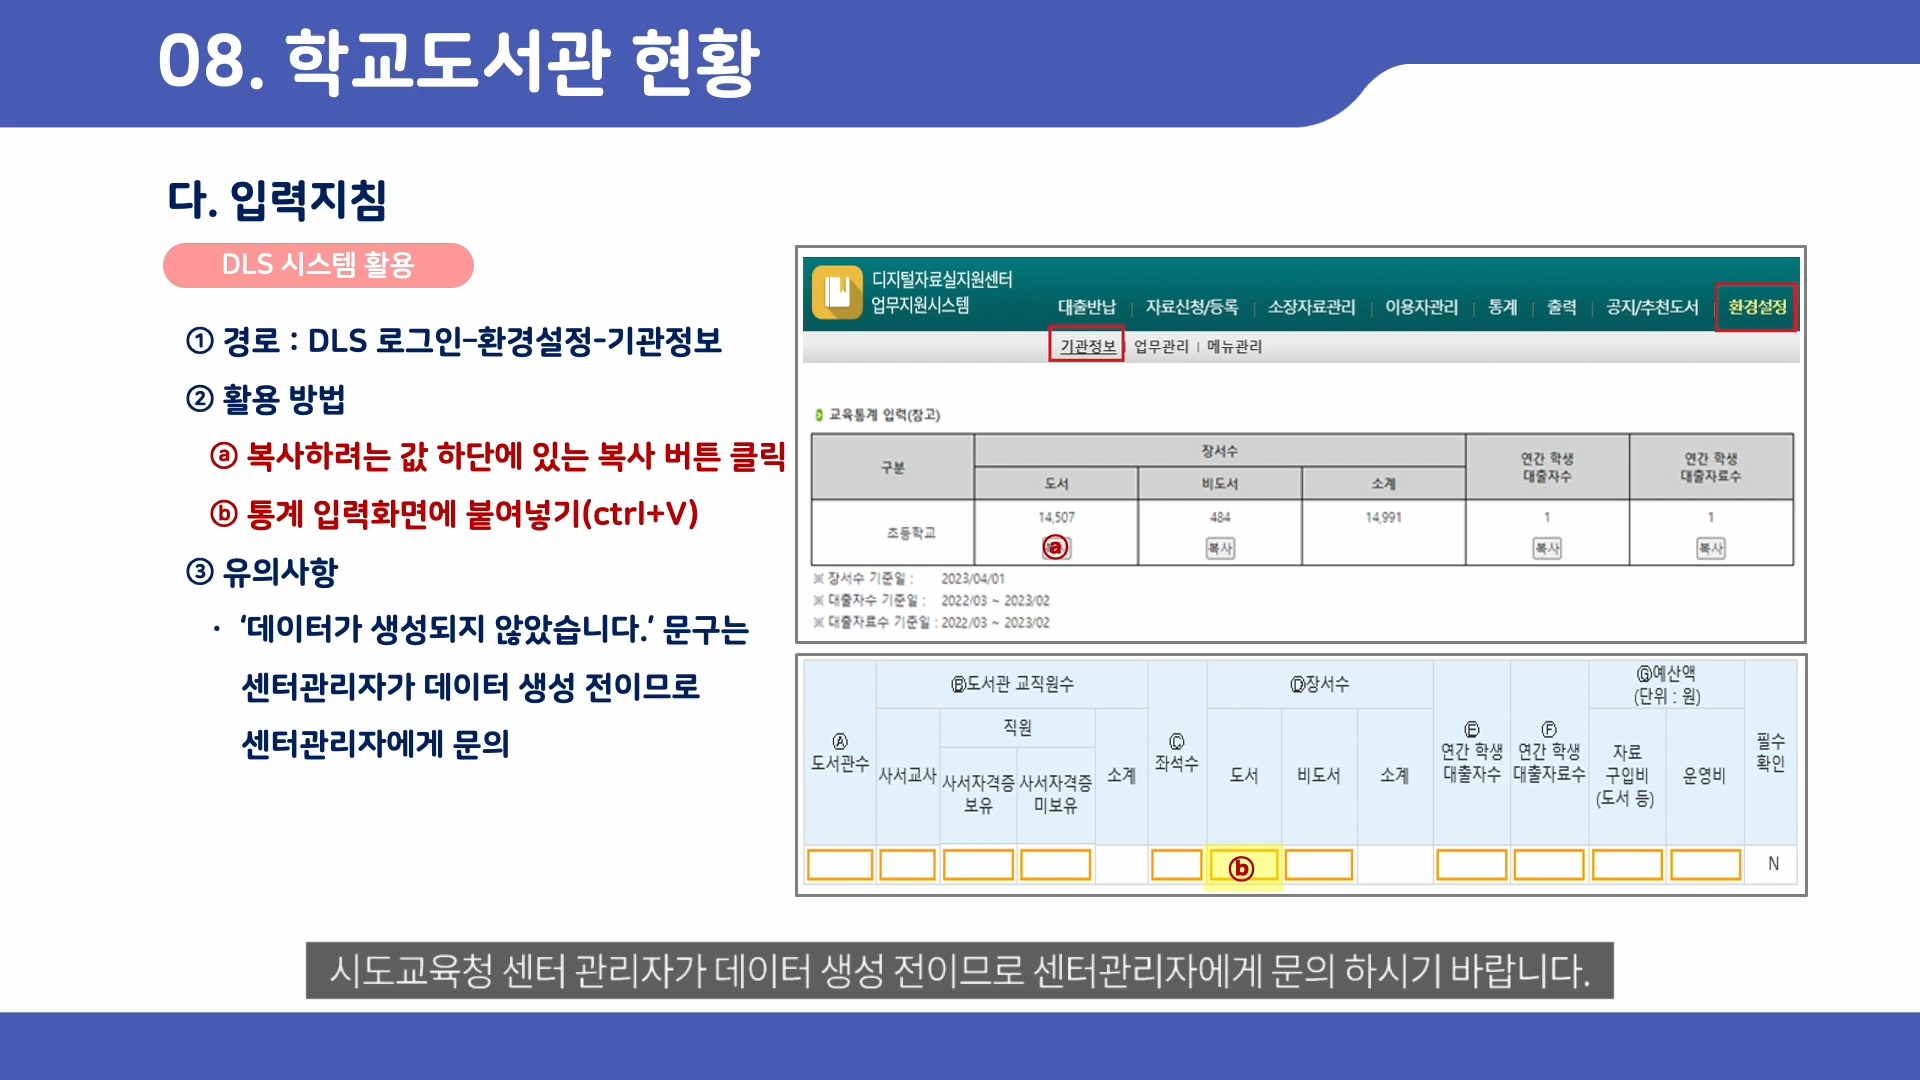 08. 학교도서관 현황
다. 입력지침
DLS 시스템 활용
① 경로 : DLS 로그인-환경설정-기관정보
② 활용 방법
ⓐ 복사하려는 값 하단에 있는 복사 버튼 클릭
ⓑ 통계 입력화면에 붙여넣기(ctrl+V)
③ 유의사항
· ‘데이터가 생성되지 않았습니다.’ 문구는
센터관리자가 데이터 생성 전이므로
센터관리자에게 문의
디지털자료실지원센터
업무지원시스템
대출반납 | 자료신청/등록 | 소장자료관리 | 이용자관리 | 통계 | 출력 | 공지/추천도서 | 환경설정
기관정보 | 업무관리 | 메뉴관리
교육통계 입력(참고)
구분 장서수 연간 학생 대출자수 연간 학생 대출자료수
도서 비도서 소계
초등학교 14,507 484 14,991 1 1
ⓐ 복사 복사 복사
※ 장서수 기준일 : 2023/04/01
※ 대출자수 기준일 : 2022/03 ~ 2023/02
※ 대출자료수 기준일 : 2022/03 ~ 2023/02
Ⓐ 도서관수 Ⓑ도서관 교직원수 Ⓒ 좌석수 Ⓓ장서수 Ⓔ 연간 학생 대출자수 Ⓕ 연간 학생 대출자료수 Ⓖ예산액 (단위 : 원) 필수 확인
사서교사 직원 소계 도서 비도서 소계 자료 구입비 (도서 등) 운영비
사서자격증 보유 사서자격증 미보유
ⓑ N
시도교육청 센터 관리자가 데이터 생성 전이므로 센터관리자에게 문의 하시기 바랍니다.